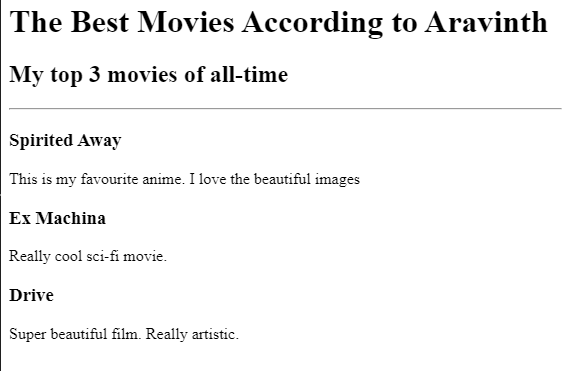 The Best Movies According to Aravinth
My top 3 movies of all-time
Spirited Away
This is my favourite anime. I love the beautiful images
Ex Machina
Really cool sci-fi movie.
Drive
Super beautiful film. Really artistic.